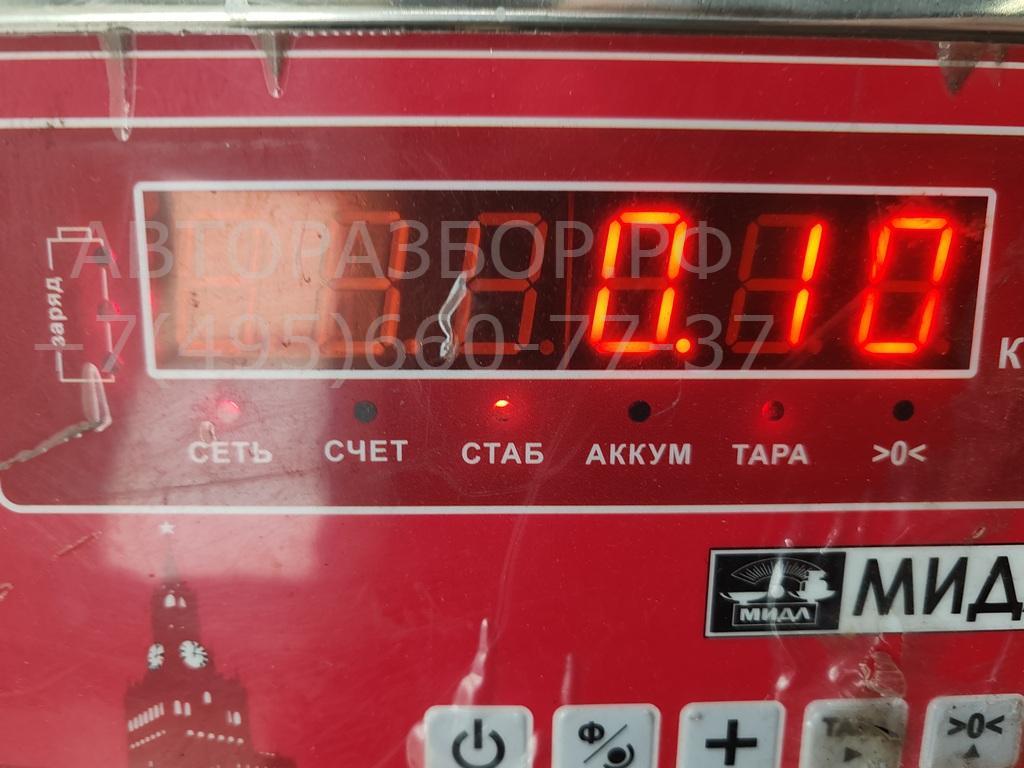 АВТОРАЗБОР.РФ
+7(495)660-77-37
заряд
0.10
К
СЕТЬ СЧЕТ СТАБ АККУМ ТАРА >0<
МИДЛ МИД
Ф + ТА >0<